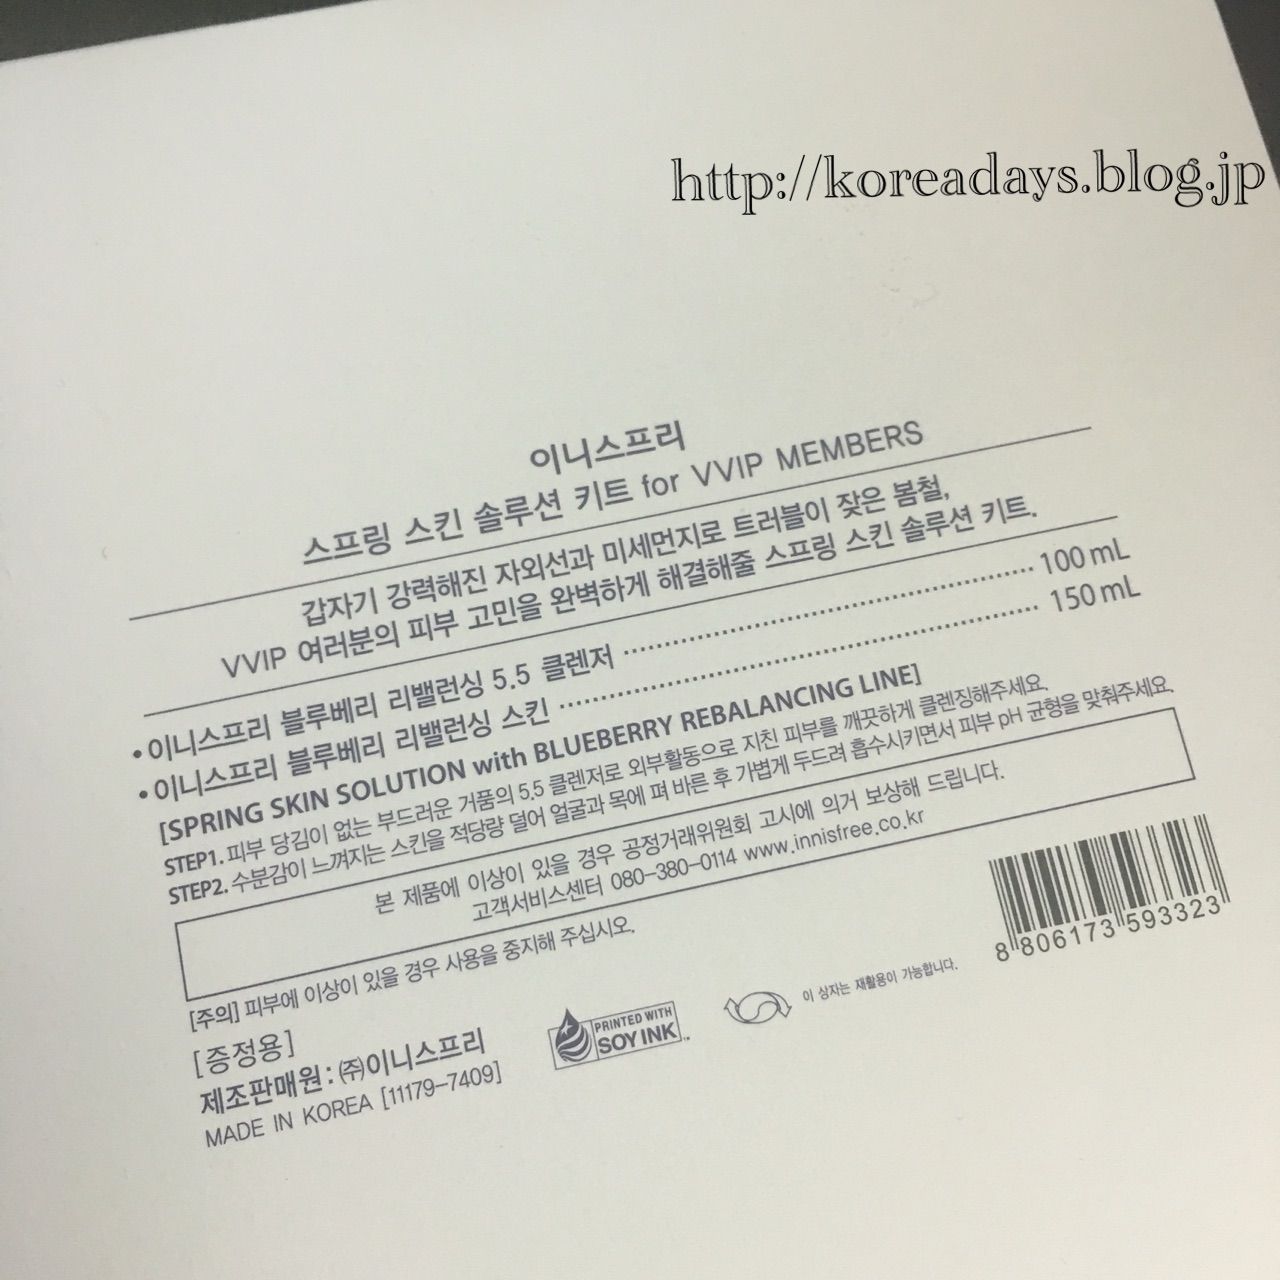 http://koreadays.blog.jp
이니스프리
스프링 스킨 솔루션 키트 for VVIP MEMBERS
갑자기 강력해진 자외선과 미세먼지로 트러블이 잦은 봄철,
VVIP 여러분의 피부 고민을 완벽하게 해결해줄 스프링 스킨 솔루션 키트.
• 이니스프리 블루베리 리밸런싱 5.5 클렌저 ································ 100 mL
• 이니스프리 블루베리 리밸런싱 스킨 ································ 150 mL
[SPRING SKIN SOLUTION with BLUEBERRY REBALANCING LINE]
STEP1. 피부 당김이 없는 부드러운 거품의 5.5 클렌저로 외부활동으로 지친 피부를 깨끗하게 클렌징해주세요.
STEP2. 수분감이 느껴지는 스킨을 적당량 덜어 얼굴과 목에 펴 바른 후 가볍게 두드려 흡수시키면서 피부 pH 균형을 맞춰주세요.
본 제품에 이상이 있을 경우 공정거래위원회 고시에 의거 보상해 드립니다.
고객서비스센터 080-380-0114 www.innisfree.co.kr
[주의] 피부에 이상이 있을 경우 사용을 중지해 주십시오.
[증정용]
제조판매원 : ㈜이니스프리
MADE IN KOREA [11179-7409]
PRINTED WITH
SOY INK™
이 상자는 재활용이 가능합니다.
8 806173 593323